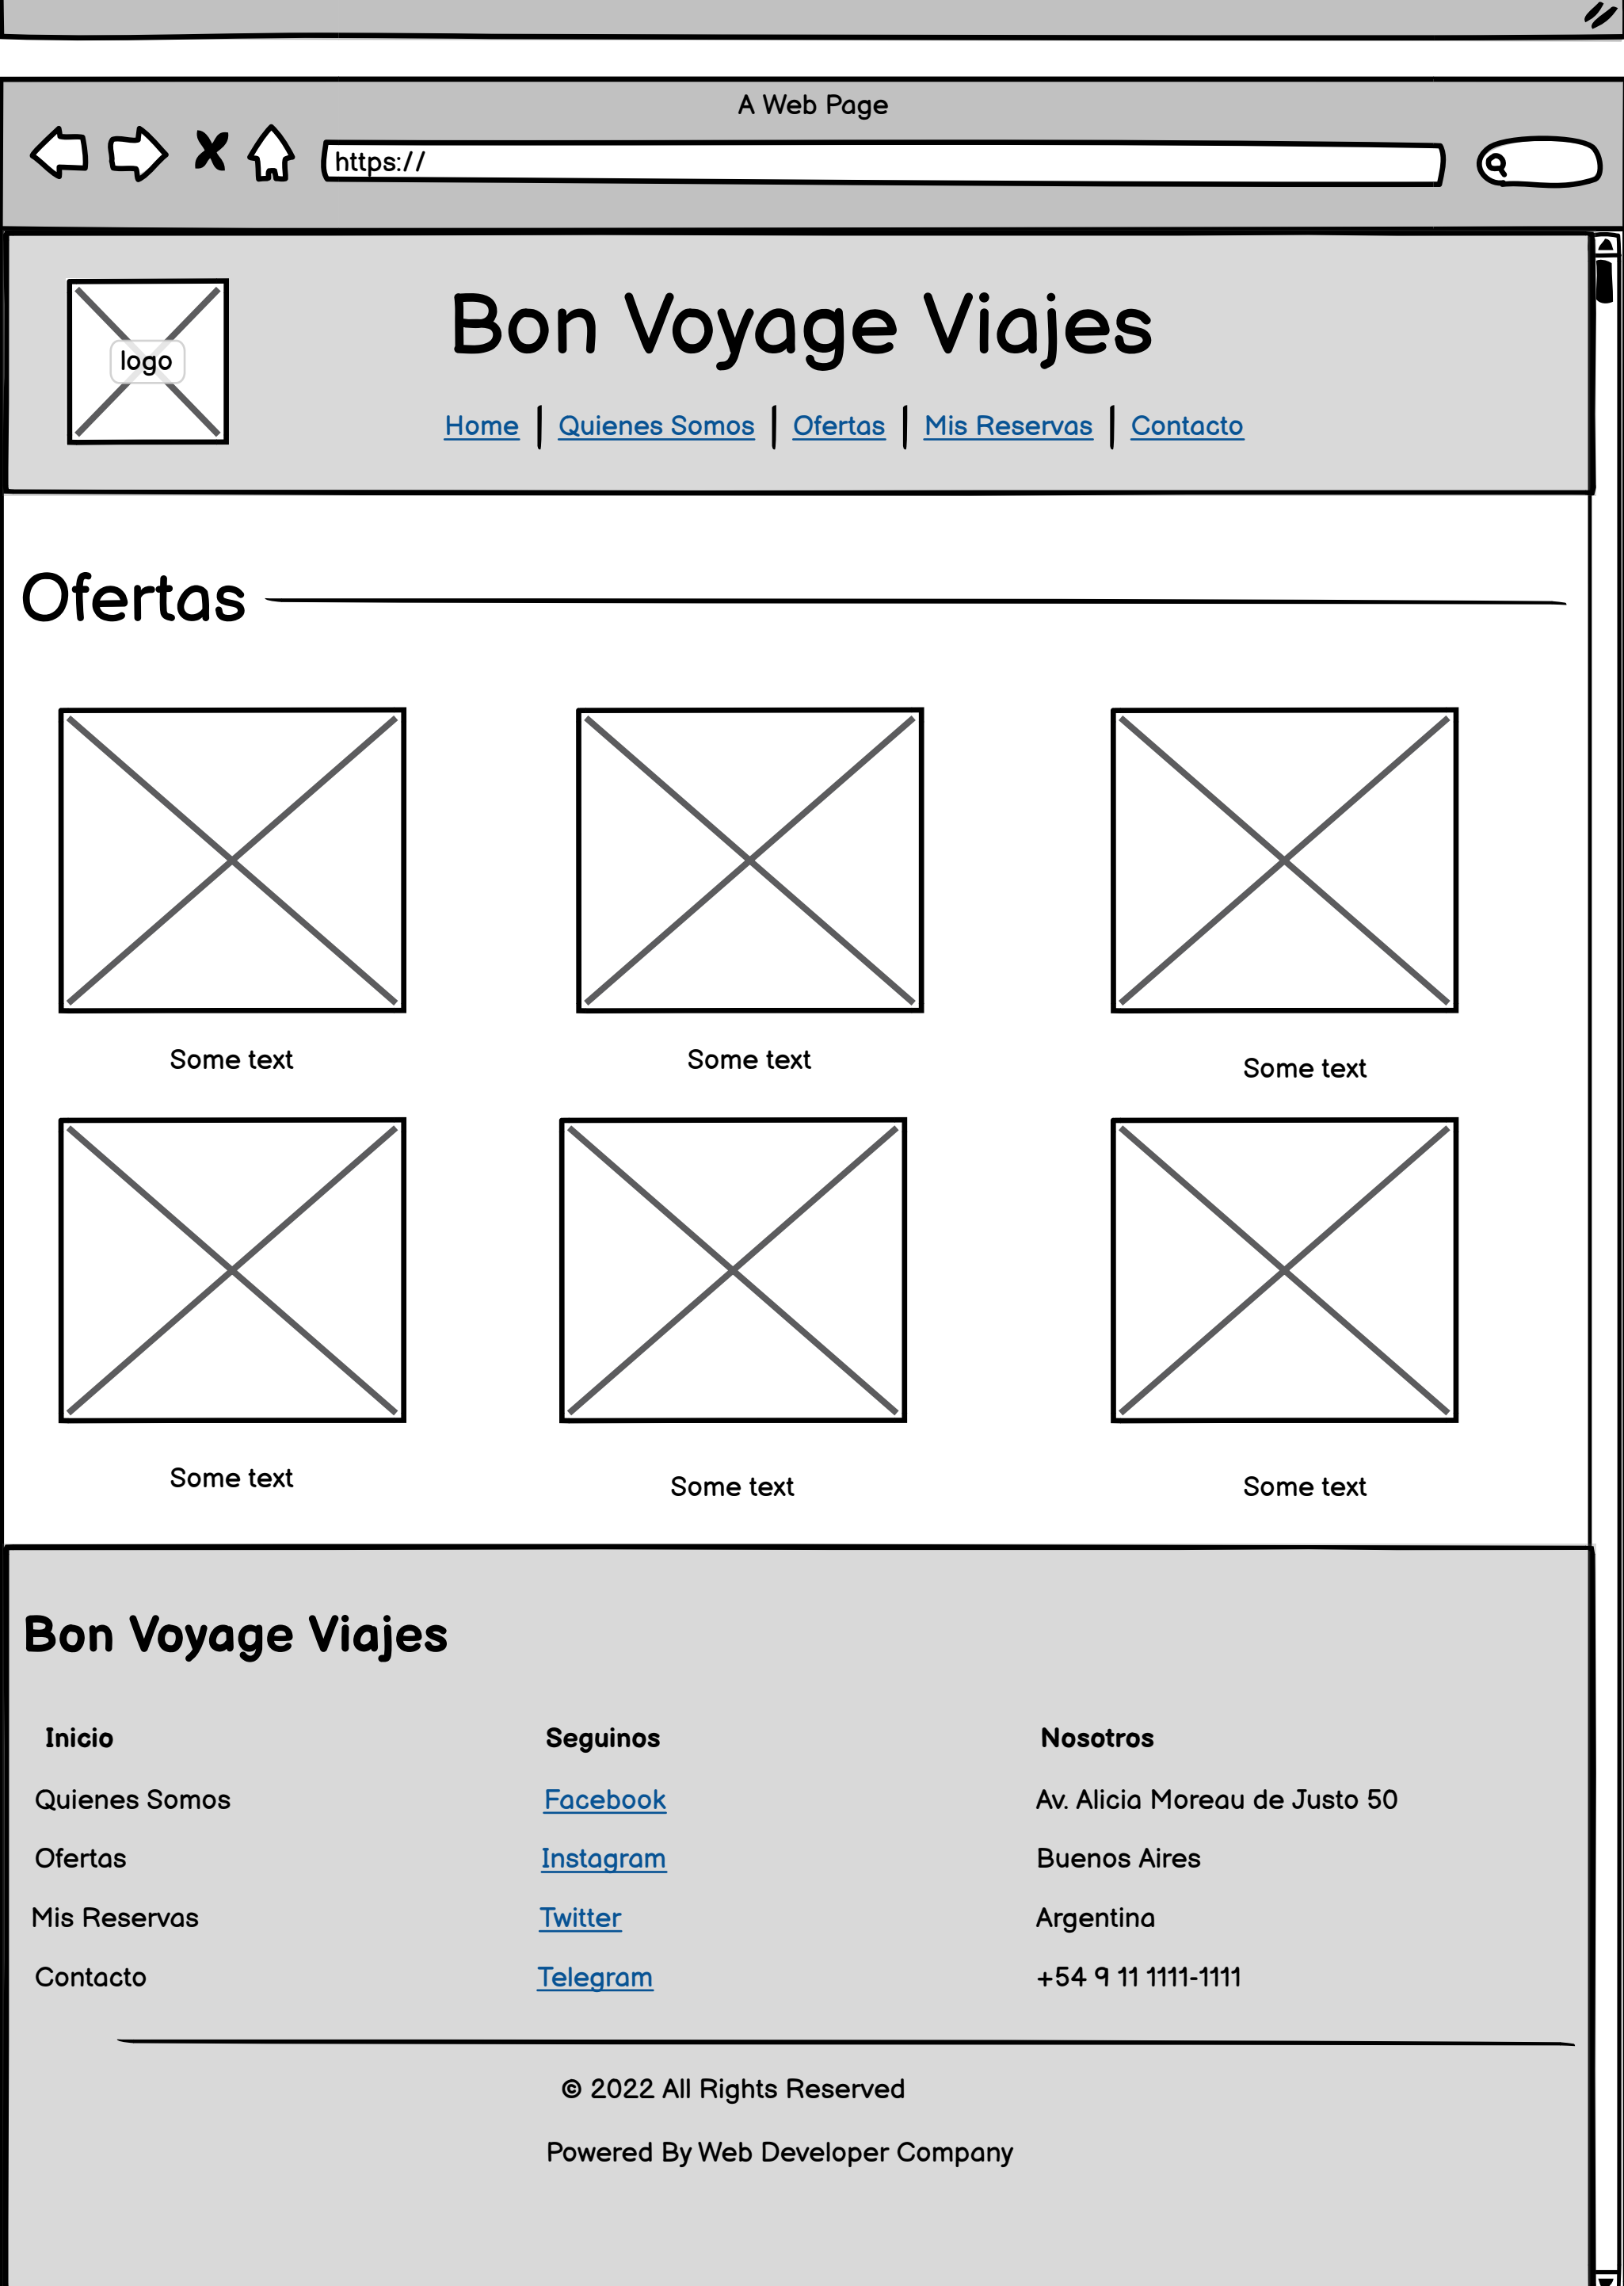 A Web Page
https://
logo
Bon Voyage Viajes
Home Quienes Somos Ofertas Mis Reservas Contacto
Ofertas
Some text Some text Some text
Some text Some text Some text
Bon Voyage Viajes
Inicio Seguinos Nosotros
Quienes Somos Facebook Av. Alicia Moreau de Justo 50
Ofertas Instagram Buenos Aires
Mis Reservas Twitter Argentina
Contacto Telegram +54 9 11 1111-1111
© 2022 All Rights Reserved
Powered By Web Developer Company